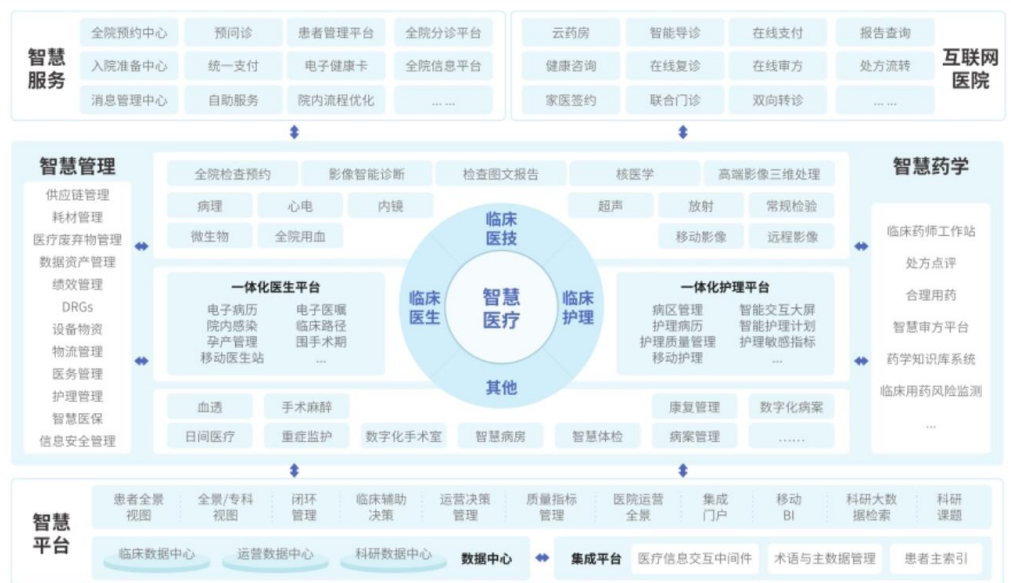 智慧
服务
全院预约中心
预问诊
患者管理平台
全院分诊平台
入院准备中心
统一支付
电子健康卡
全院信息平台
消息管理中心
自助服务
院内流程优化
... ...
云药房
智能导诊
在线支付
报告查询
健康咨询
在线复诊
在线审方
处方流转
家医签约
联合门诊
双向转诊
... ...
互联网
医院
智慧管理
供应链管理
耗材管理
医疗废弃物管理
数据资产管理
绩效管理
DRGs
设备物资
物流管理
医务管理
护理管理
智慧医保
信息安全管理
全院检查预约
影像智能诊断
检查图文报告
核医学
高端影像三维处理
病理
心电
内镜
超声
放射
常规检验
微生物
全院用血
移动影像
远程影像
临床
医技
临床
医生
智慧
医疗
临床
护理
其他
一体化医生平台
电子病历
电子医嘱
院内感染
临床路径
孕产管理
围手术期
移动医生站
...
一体化护理平台
病区管理
智能交互大屏
护理病历
智能护理计划
护理质量管理
护理敏感指标
移动护理
...
血透
手术麻醉
康复管理
数字化病案
日间医疗
重症监护
数字化手术室
智慧病房
智慧体检
病案管理
......
智慧药学
临床药师工作站
处方点评
合理用药
智慧审方平台
药学知识库系统
临床用药风险监测
...
智慧
平台
患者全景
视图
全景/专科
视图
闭环
管理
临床辅助
决策
运营决策
管理
质量指标
管理
医院运营
全景
集成
门户
移动
BI
科研大数
据检索
科研
课题
临床数据中心
运营数据中心
科研数据中心
数据中心
集成平台
医疗信息交互中间件
术语与主数据管理
患者主索引